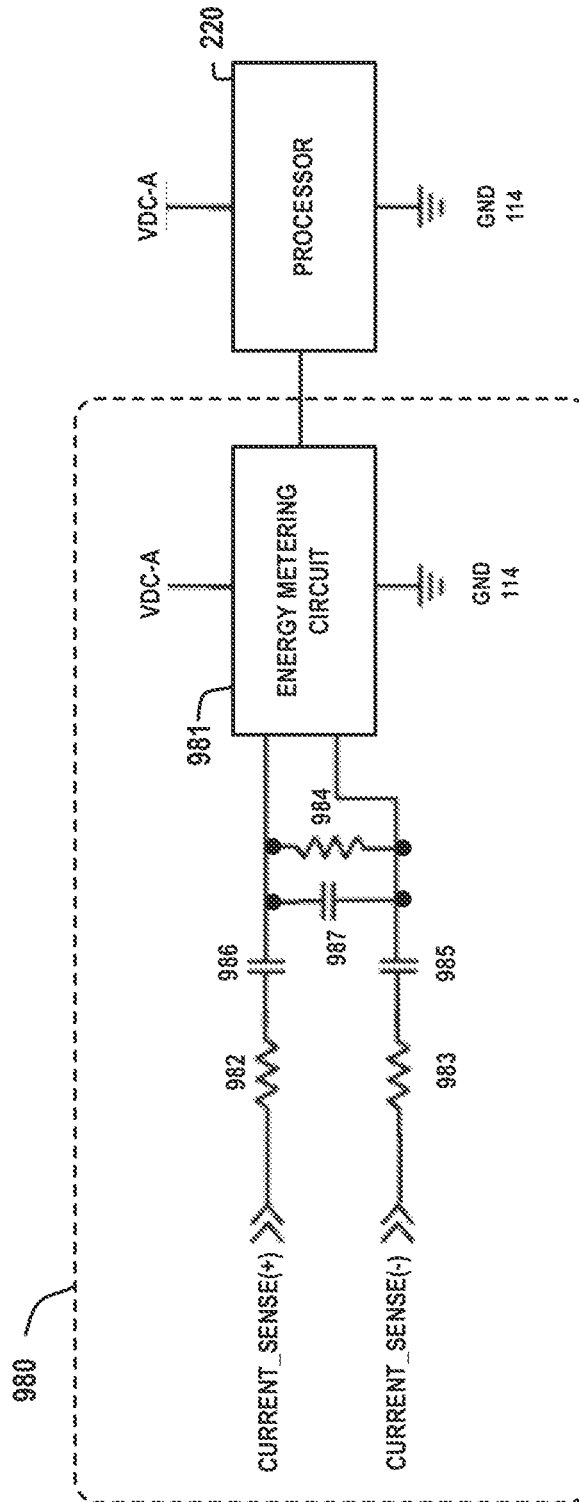 980
CURRENT_SENSE(+)
CURRENT_SENSE(-)
982
983
986
985
987
984
981
VDC-A
ENERGY METERING
CIRCUIT
GND
114
VDC-A
220
PROCESSOR
GND
114